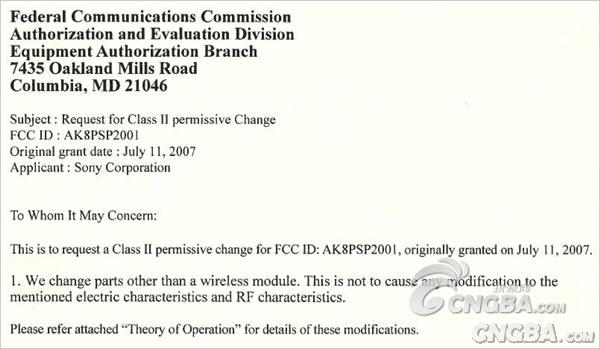 Federal Communications Commission
Authorization and Evaluation Division
Equipment Authorization Branch
7435 Oakland Mills Road
Columbia, MD 21046
Subject : Request for Class II permissive Change
FCC ID : AK8PSP2001
Original grant date : July 11, 2007
Applicant : Sony Corporation
To Whom It May Concern:
This is to request a Class II permissive change for FCC ID: AK8PSP2001, originally granted on July 11, 2007.
1. We change parts other than a wireless module. This is not to cause any modification to the
mentioned electric characteristics and RF characteristics.
Please refer attached “Theory of Operation” for details of these modifications.
CNGBA.com
CNGBA.COM